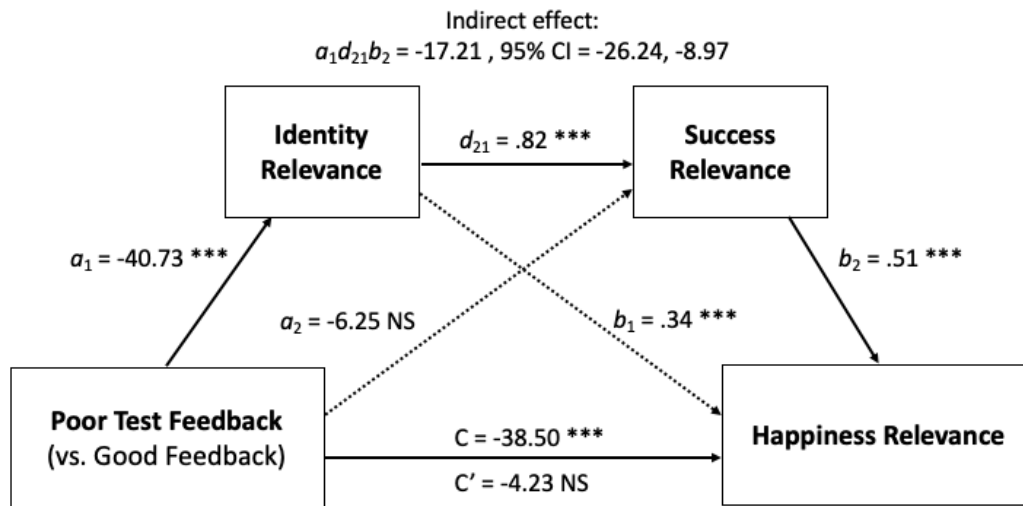 Indirect effect:
a₁d₂₁b₂ = -17.21 , 95% CI = -26.24, -8.97
Identity
Relevance
d₂₁ = .82 ***
Success
Relevance
a₁ = -40.73 ***
b₂ = .51 ***
a₂ = -6.25 NS
b₁ = .34 ***
Poor Test Feedback
(vs. Good Feedback)
C = -38.50 ***
C’ = -4.23 NS
Happiness Relevance